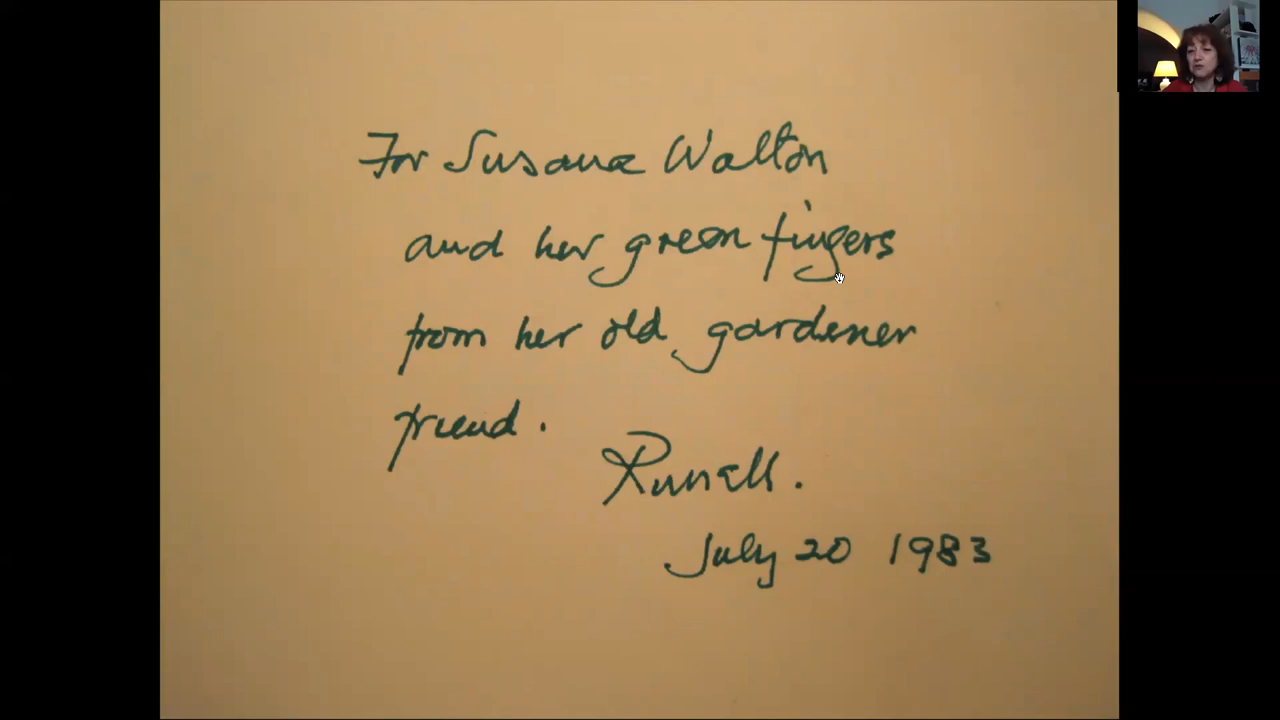 For Susana Walton
and her green fingers
from her old gardener
friend.
Russell.
July 20 1983